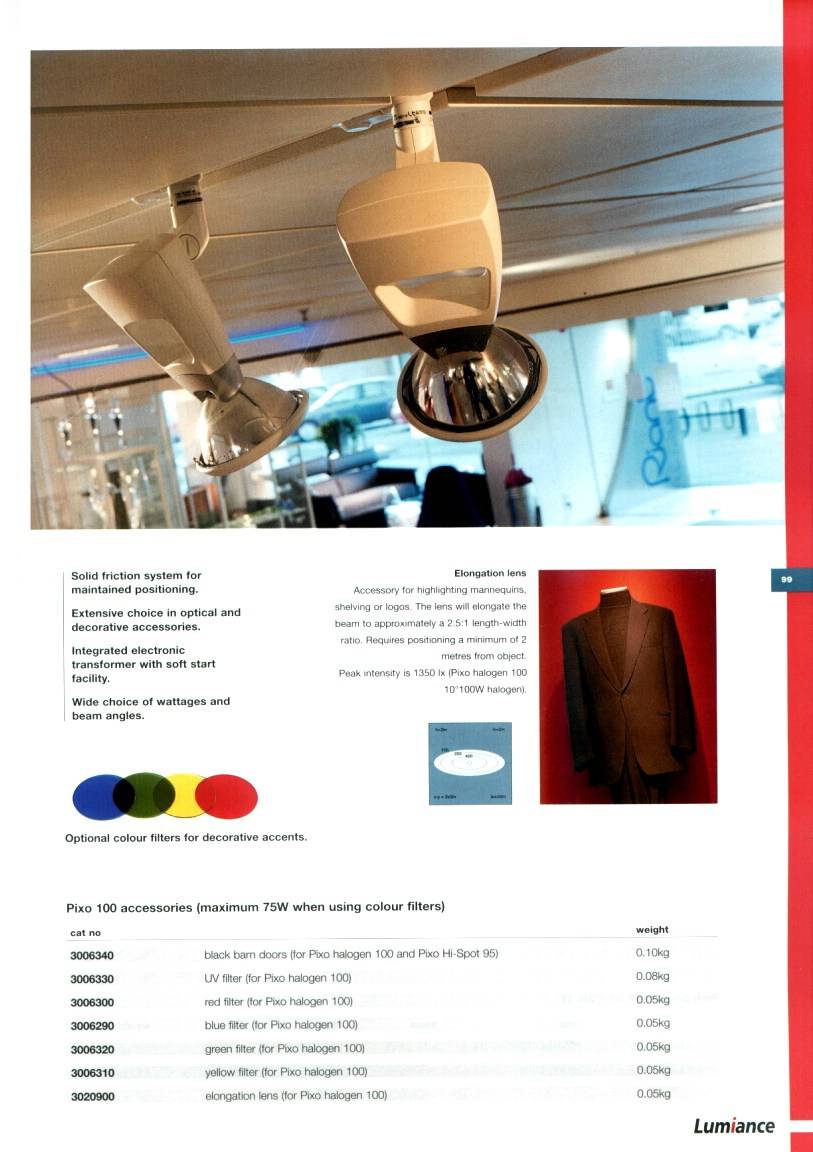 Riant
Solid friction system for
maintained positioning.
Extensive choice in optical and
decorative accessories.
Integrated electronic
transformer with soft start
facility.
Wide choice of wattages and
beam angles.
Elongation lens
Accessory for highlighting mannequins,
shelving or logos. The lens will elongate the
beam to approximately a 2.5:1 length-width
ratio. Requires positioning a minimum of 2
metres from object.
Peak intensity is 1350 lx (Pixo halogen 100
10°100W halogen).
99
Optional colour filters for decorative accents.
Pixo 100 accessories (maximum 75W when using colour filters)
cat no weight
3006340 black barn doors (for Pixo halogen 100 and Pixo Hi-Spot 95) 0.10kg
3006330 UV filter (for Pixo halogen 100) 0.08kg
3006300 red filter (for Pixo halogen 100) 0.05kg
3006290 blue filter (for Pixo halogen 100) 0.05kg
3006320 green filter (for Pixo halogen 100) 0.05kg
3006310 yellow filter (for Pixo halogen 100) 0.05kg
3020900 elongation lens (for Pixo halogen 100) 0.05kg
Lumiance